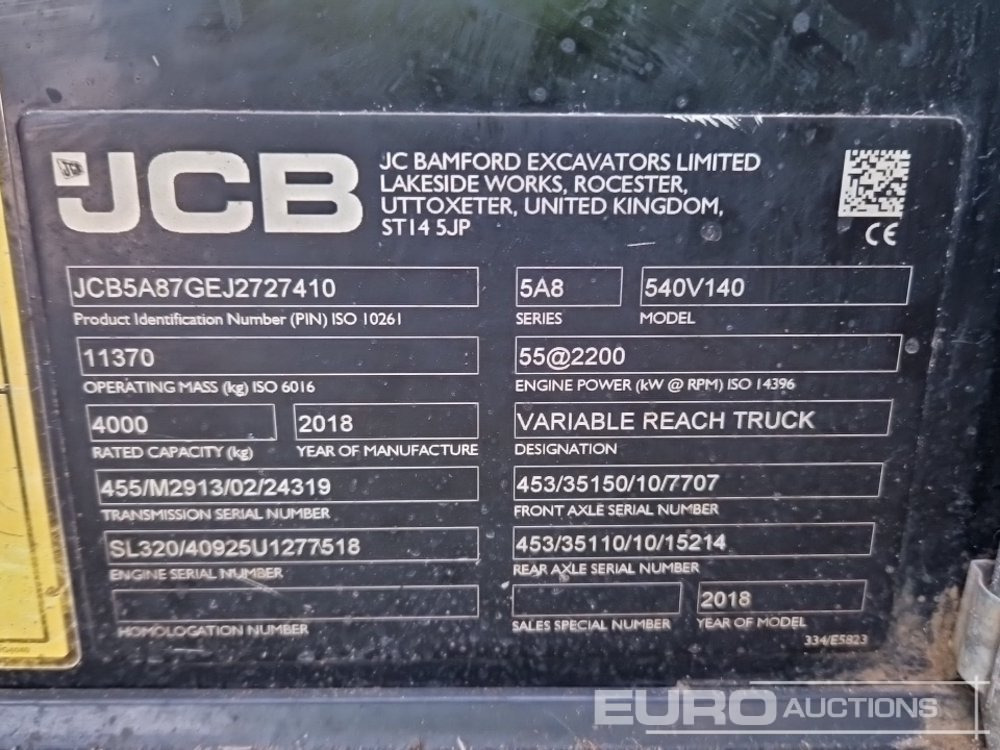 JCB
JC BAMFORD EXCAVATORS LIMITED
LAKESIDE WORKS, ROCESTER,
UTTOXETER, UNITED KINGDOM,
ST14 5JP
CE
JCB5A87GEJ2727410
Product Identification Number (PIN) ISO 10261
5A8
SERIES
540V140
MODEL
11370
OPERATING MASS (kg) ISO 6016
55@2200
ENGINE POWER (kW @ RPM) ISO 14396
4000
RATED CAPACITY (kg)
2018
YEAR OF MANUFACTURE
VARIABLE REACH TRUCK
DESIGNATION
455/M2913/02/24319
TRANSMISSION SERIAL NUMBER
453/35150/10/7707
FRONT AXLE SERIAL NUMBER
SL320/40925U1277518
ENGINE SERIAL NUMBER
453/35110/10/15214
REAR AXLE SERIAL NUMBER
HOMOLOGATION NUMBER
SALES SPECIAL NUMBER
2018
YEAR OF MODEL
334/E5823
EURO AUCTIONS